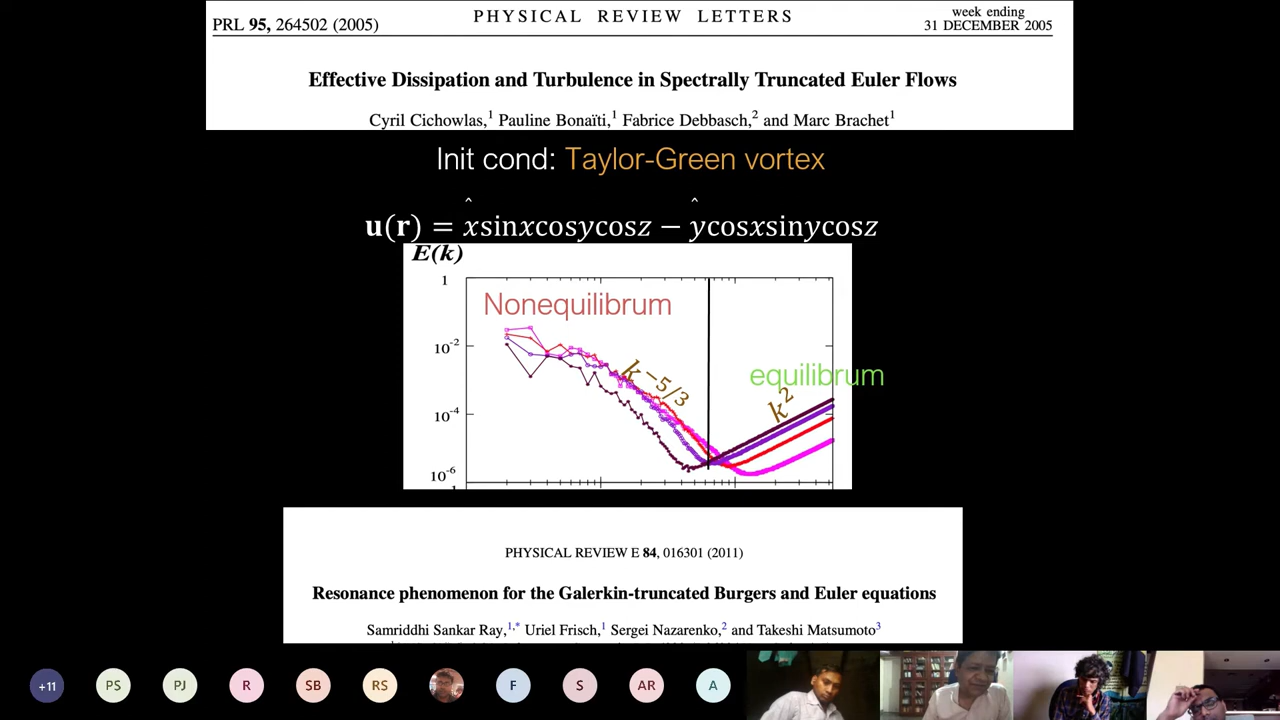 PHYSICAL REVIEW LETTERS
PRL 95, 264502 (2005)
week ending
31 DECEMBER 2005
Effective Dissipation and Turbulence in Spectrally Truncated Euler Flows
Cyril Cichowlas,¹ Pauline Bonaïti,¹ Fabrice Debbasch,² and Marc Brachet¹
Init cond: Taylor-Green vortex
u(r) = x̂sinxcosycosz − ŷcosxsinycosz
E(k)
1
Nonequilibrum
10⁻²
k⁻⁵/³
equilibrum
k²
10⁻⁴
10⁻⁶
PHYSICAL REVIEW E 84, 016301 (2011)
Resonance phenomenon for the Galerkin-truncated Burgers and Euler equations
Samriddhi Sankar Ray,¹,* Uriel Frisch,¹ Sergei Nazarenko,² and Takeshi Matsumoto³
+11 PS PJ R SB RS F S AR A